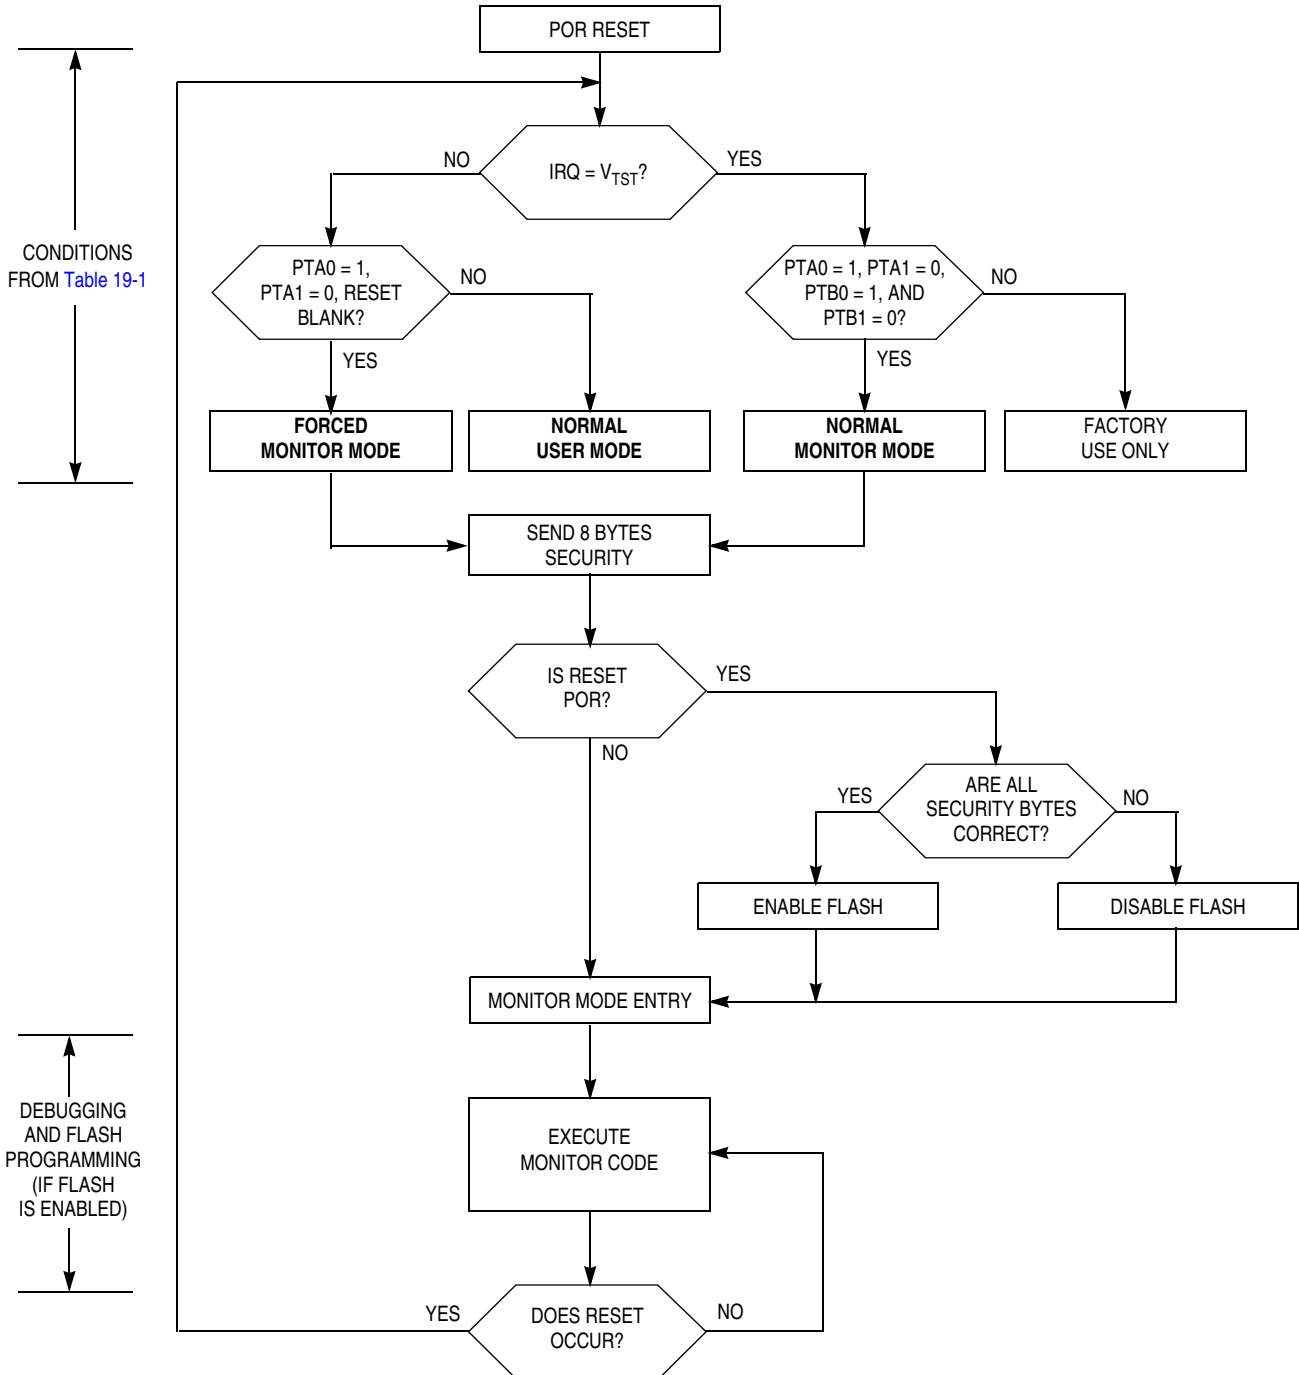 POR RESET
NO
IRQ = VTST?
YES
CONDITIONS
FROM Table 19-1
PTA0 = 1,
PTA1 = 0, RESET
BLANK?
NO
YES
PTA0 = 1, PTA1 = 0,
PTB0 = 1, AND
PTB1 = 0?
NO
YES
FORCED
MONITOR MODE
NORMAL
USER MODE
NORMAL
MONITOR MODE
FACTORY
USE ONLY
SEND 8 BYTES
SECURITY
IS RESET
POR?
YES
NO
YES
ARE ALL
SECURITY BYTES
CORRECT?
NO
ENABLE FLASH
DISABLE FLASH
MONITOR MODE ENTRY
DEBUGGING
AND FLASH
PROGRAMMING
(IF FLASH
IS ENABLED)
EXECUTE
MONITOR CODE
YES
DOES RESET
OCCUR?
NO